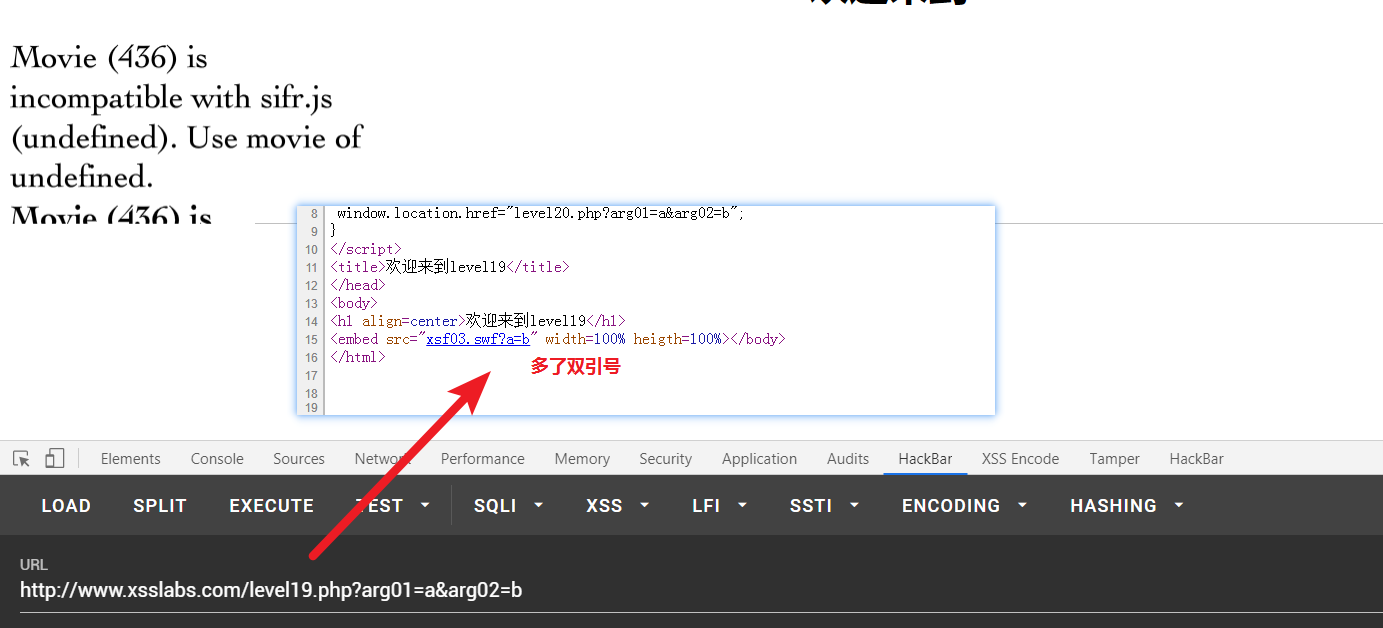 Movie (436) is
incompatible with sifr.js
(undefined). Use movie of
undefined.
Movie (436) is
8 window.location.href="level20.php?arg01=a&arg02=b";
9 }
10 </script>
11 <title>欢迎来到level19</title>
12 </head>
13 <body>
14 <h1 align=center>欢迎来到level19</h1>
15 <embed src="xsf03.swf?a=b" width=100% heigth=100%></body>
16 </html>
多了双引号
17
18
19
Elements Console Sources Network Performance Memory Security Application Audits HackBar XSS Encode Tamper HackBar
LOAD SPLIT EXECUTE TEST SQLI XSS LFI SSTI ENCODING HASHING
URL
http://www.xsslabs.com/level19.php?arg01=a&arg02=b